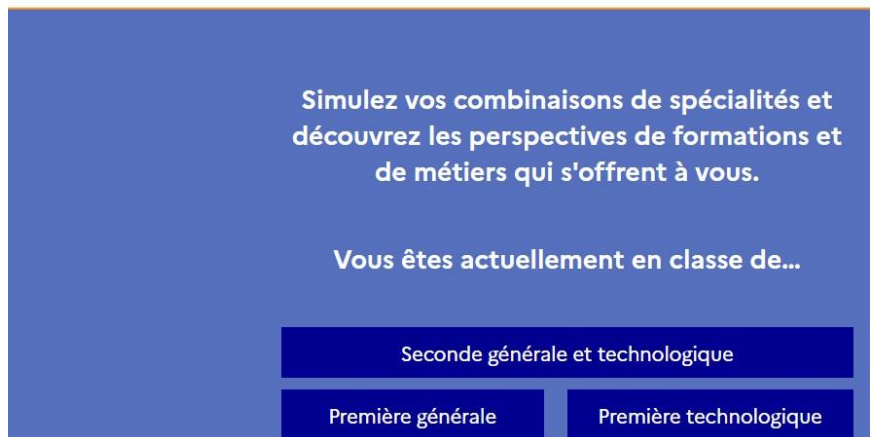 Simulez vos combinaisons de spécialités et
découvrez les perspectives de formations et
de métiers qui s'offrent à vous.
Vous êtes actuellement en classe de...
Seconde générale et technologique
Première générale
Première technologique